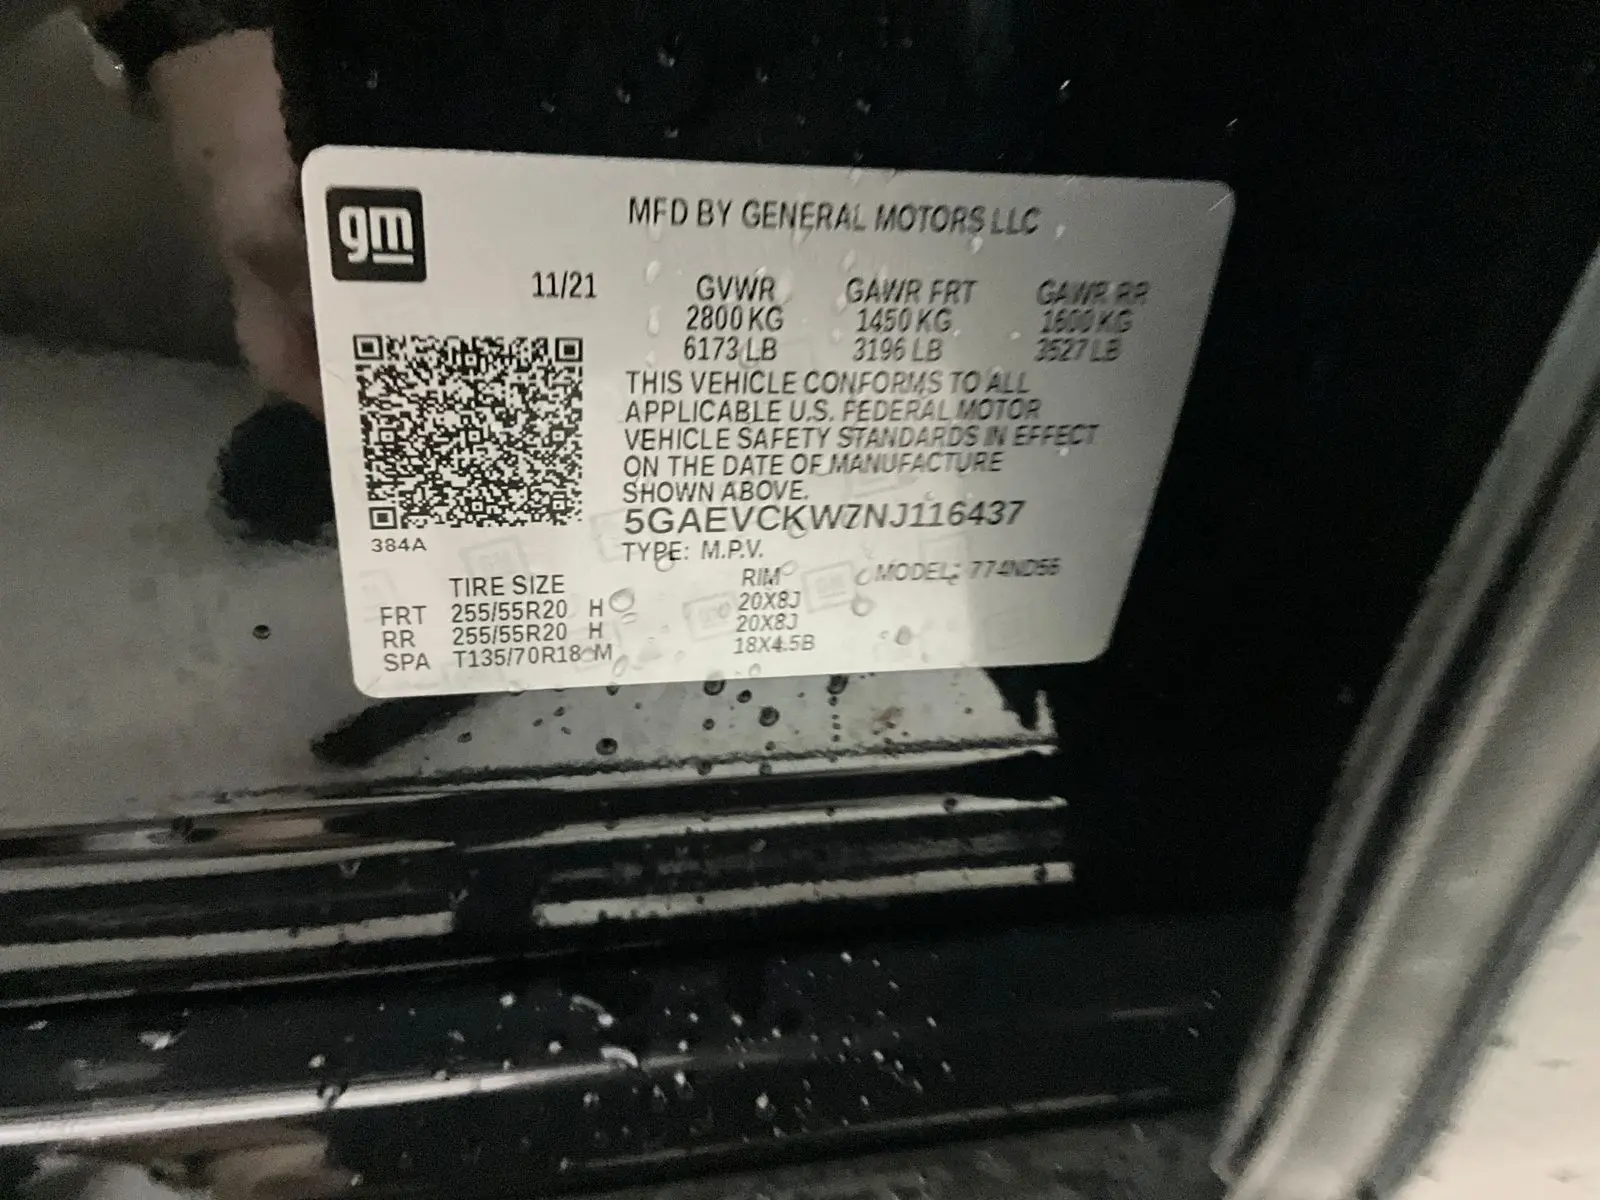 gm
MFD BY GENERAL MOTORS LLC
11/21 GVWR GAWR FRT GAWR RR
2800 KG 1450 KG 1600 KG
6173 LB 3196 LB 3527 LB
THIS VEHICLE CONFORMS TO ALL
APPLICABLE U.S. FEDERAL MOTOR
VEHICLE SAFETY STANDARDS IN EFFECT
ON THE DATE OF MANUFACTURE
SHOWN ABOVE.
5GAEVCKW7NJ116437
384A
TYPE: M.P.V. MODEL: 774ND56
TIRE SIZE RIM
FRT 255/55R20 H 20X8J
RR 255/55R20 H 20X8J
SPA T135/70R18 M 18X4.5B